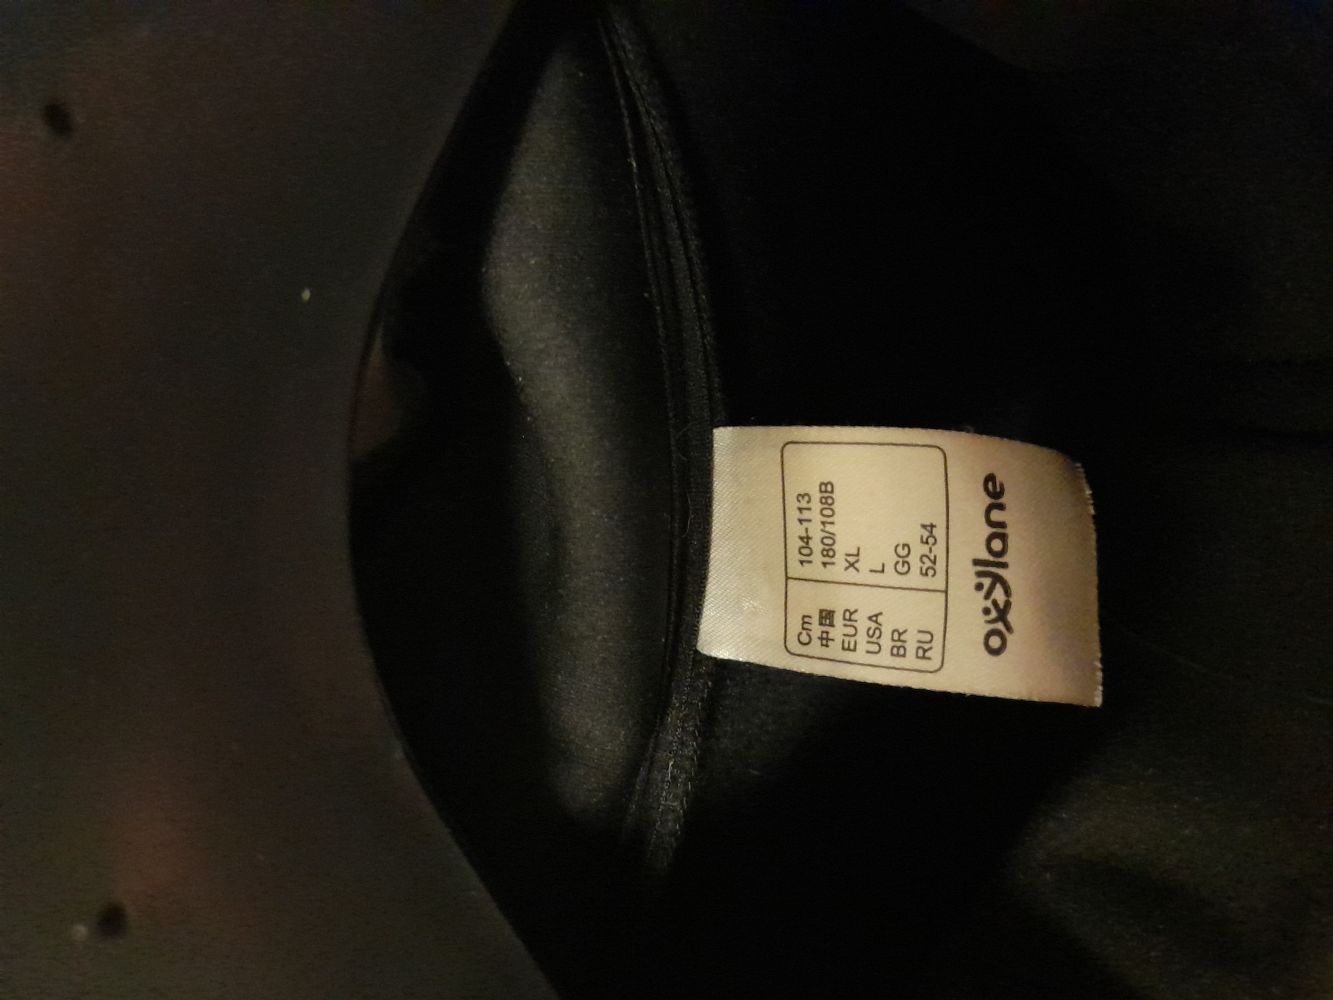 Cm 104-113
中国 180/108B
EUR XL
USA L
BR GG
RU 52-54
oxylane